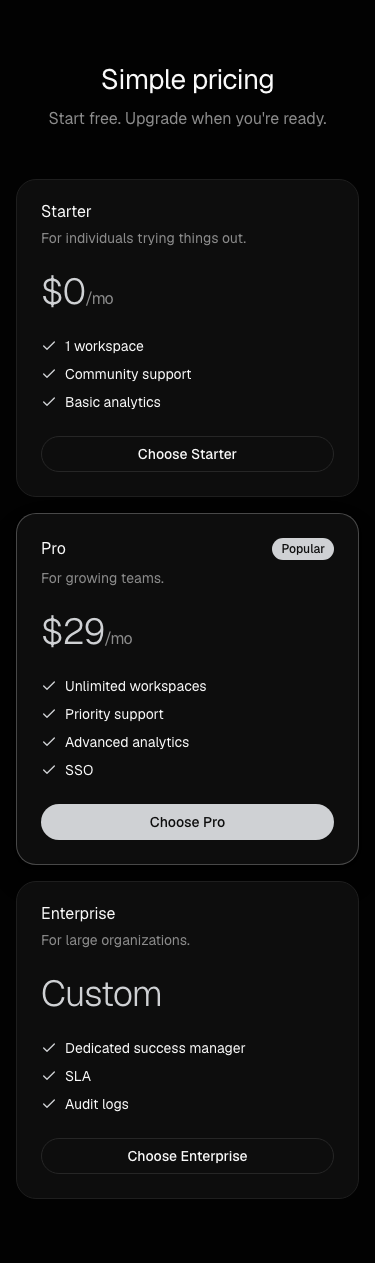 Simple pricing
Start free. Upgrade when you're ready.
Starter
For individuals trying things out.
$0/mo
1 workspace
Community support
Basic analytics
Choose Starter
Pro
Popular
For growing teams.
$29/mo
Unlimited workspaces
Priority support
Advanced analytics
SSO
Choose Pro
Enterprise
For large organizations.
Custom
Dedicated success manager
SLA
Audit logs
Choose Enterprise